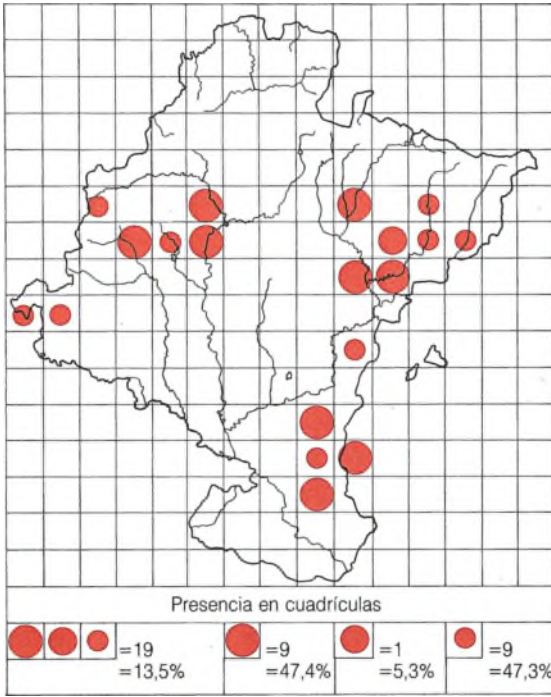 Presencia en cuadrículas
=19 =9 =1 =9
=13,5% =47,4% =5,3% =47,3%